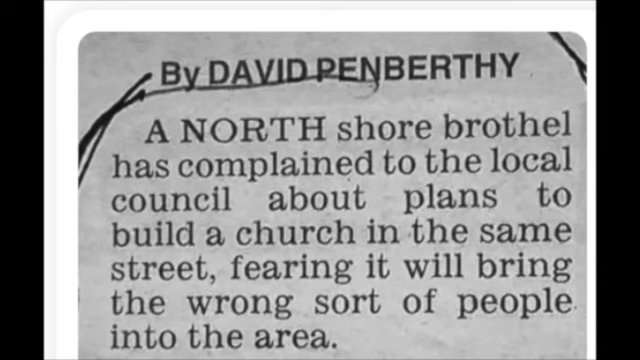 By DAVID PENBERTHY
A NORTH shore brothel
has complained to the local
council about plans to
build a church in the same
street, fearing it will bring
the wrong sort of people
into the area.